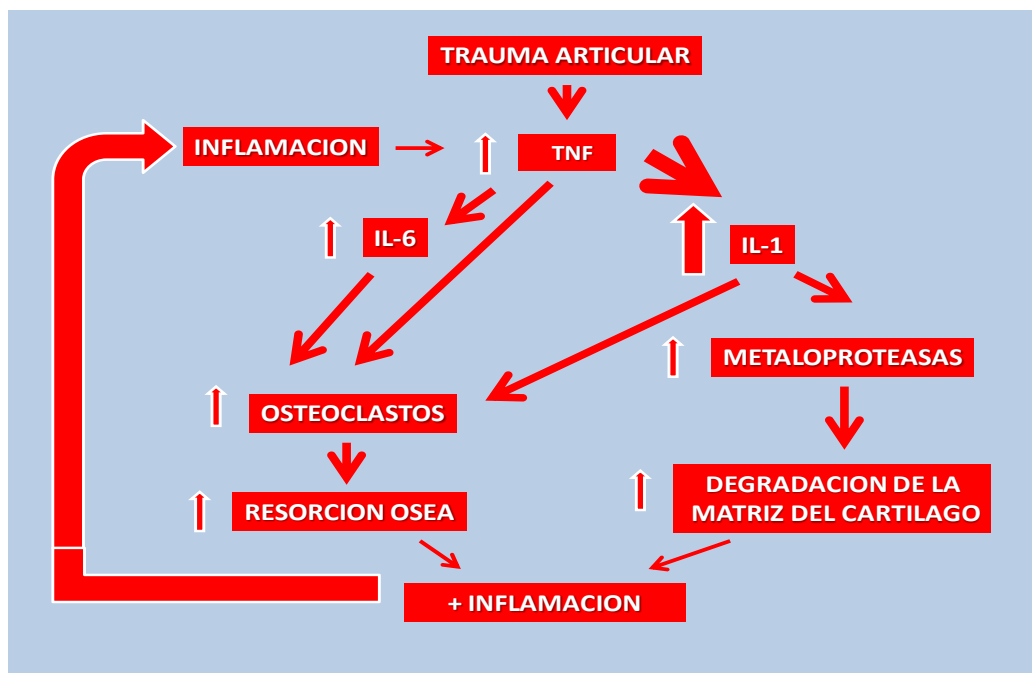 TRAUMA ARTICULAR
INFLAMACION
TNF
IL-6
IL-1
METALOPROTEASAS
OSTEOCLASTOS
DEGRADACION DE LA
MATRIZ DEL CARTILAGO
RESORCION OSEA
+ INFLAMACION